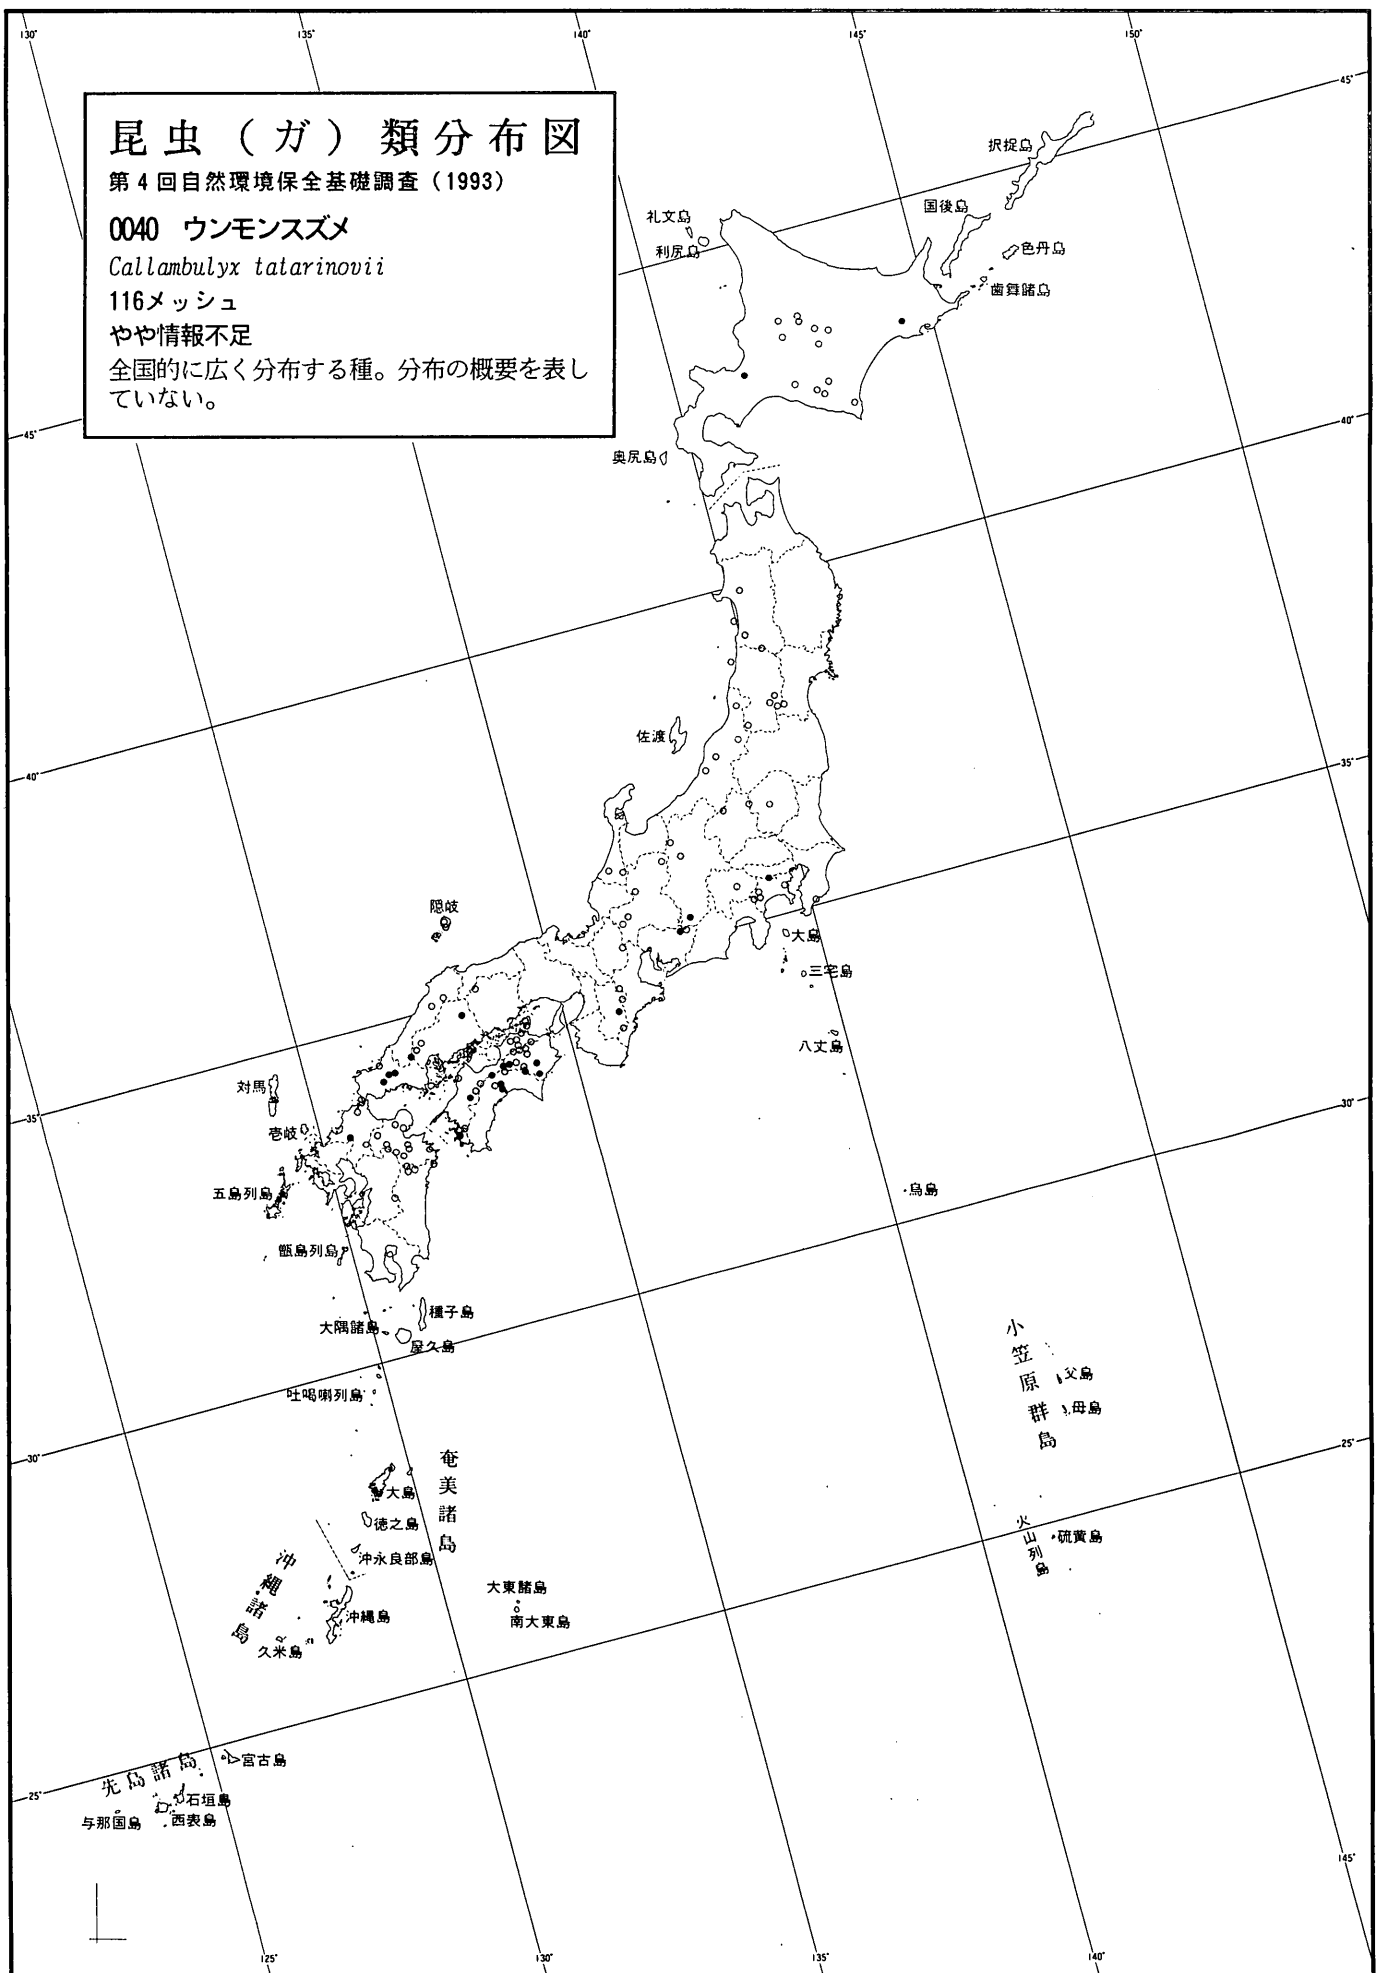 130°
135°
140°
145°
150°
45°
昆虫（ガ）類分布図
第4回自然環境保全基礎調査（1993）
0040 ウンモンスズメ
Callambulyx tatarinovii
116メッシュ
やや情報不足
全国的に広く分布する種。分布の概要を表し
ていない。
択捉島
国後島
色丹島
歯舞諸島
礼文島
利尻島
45°
40°
奥尻島
佐渡
40°
35°
隠岐
大島
三宅島
八丈島
対馬
35°
30°
壱岐
五島列島
鳥島
甑島列島
種子島
大隅諸島
屋久島
吐噶喇列島
小笠原群島
父島
母島
30°
25°
奄美諸島
大島
徳之島
沖永良部島
火山列島
硫黄島
沖縄諸島
沖縄島
久米島
大東諸島
南大東島
先島諸島
宮古島
25°
石垣島
与那国島
西表島
145°
125°
130°
135°
140°